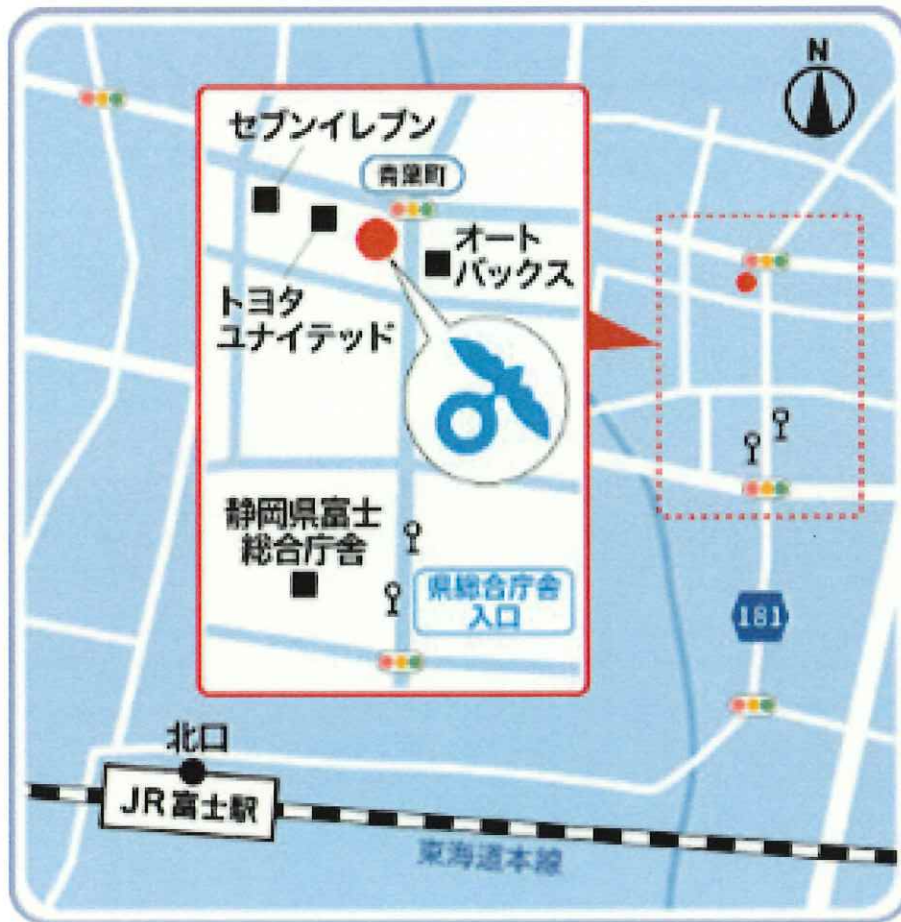 N
セブンイレブン
青葉町
オート
バックス
トヨタ
ユナイテッド
静岡県富士
総合庁舎
県総合庁舎
入口
181
北口
JR富士駅
東海道本線